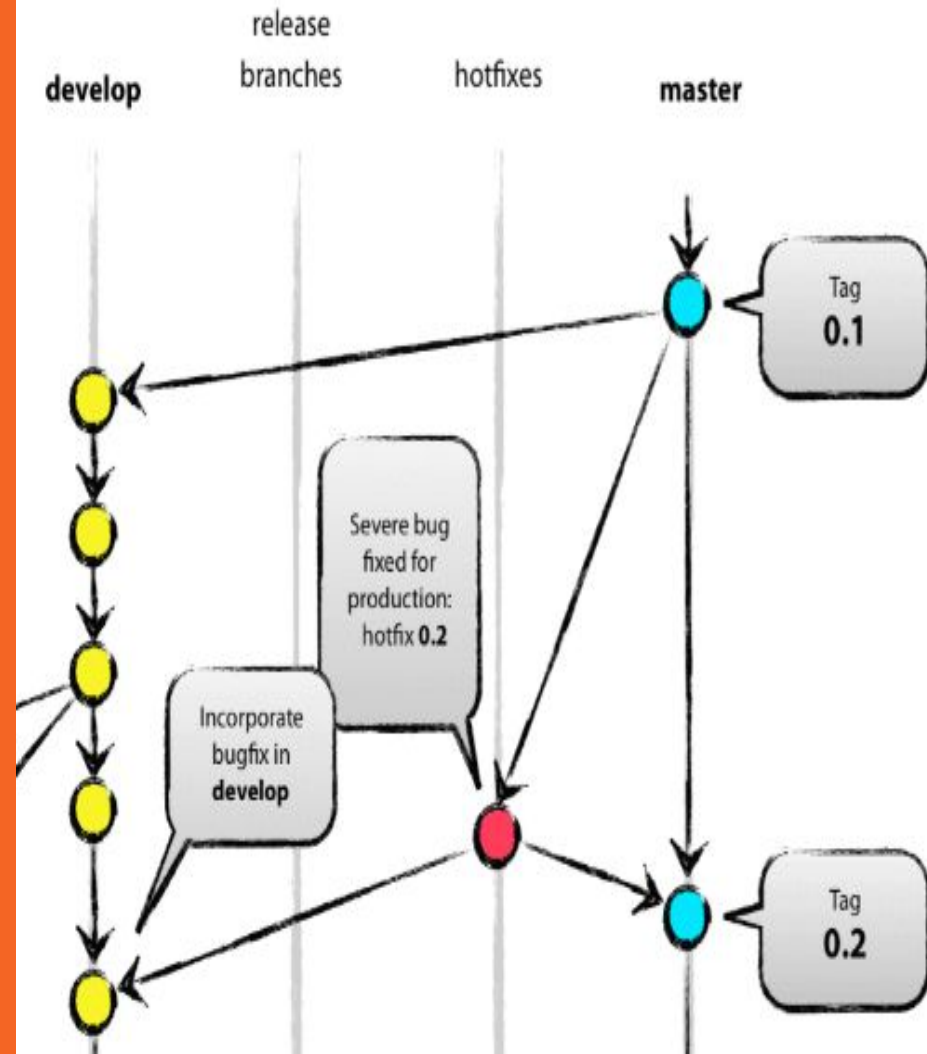 release
branches
develop
hotfixes
master
Tag
0.1
Severe bug
fixed for
production:
hotfix 0.2
Incorporate
bugfix in
develop
Tag
0.2